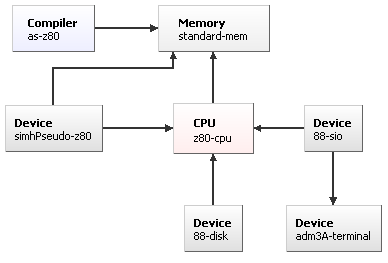 Compiler
as-z80
Memory
standard-mem
Device
simhPseudo-z80
CPU
z80-cpu
Device
88-sio
Device
88-disk
Device
adm3A-terminal